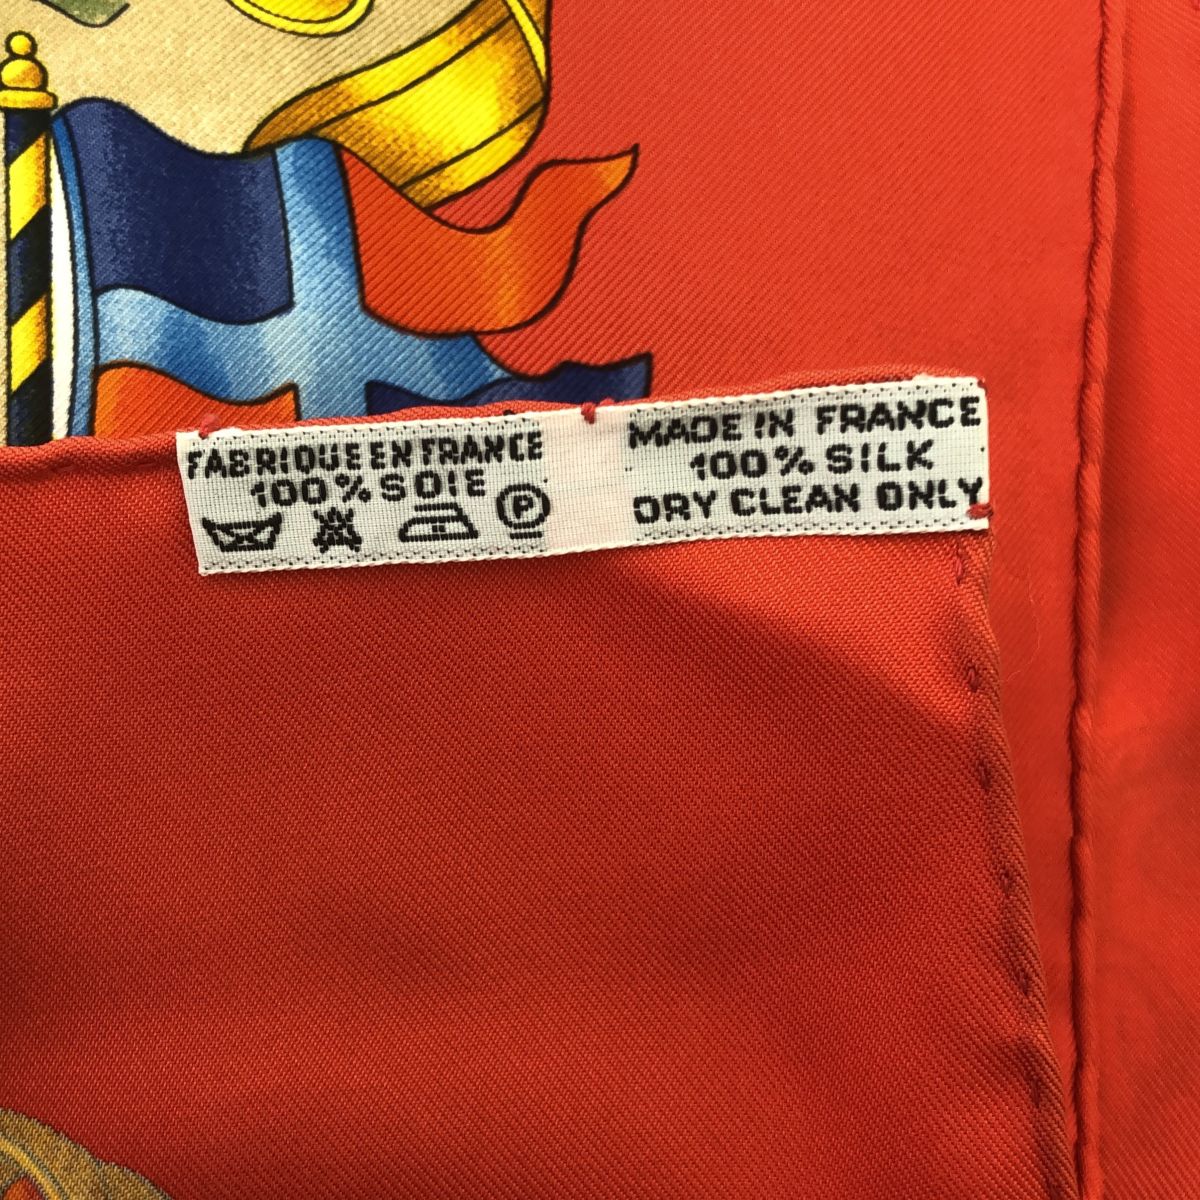 FABRIQUE EN FRANCE
100% SOIE
P
MADE IN FRANCE
100% SILK
DRY CLEAN ONLY